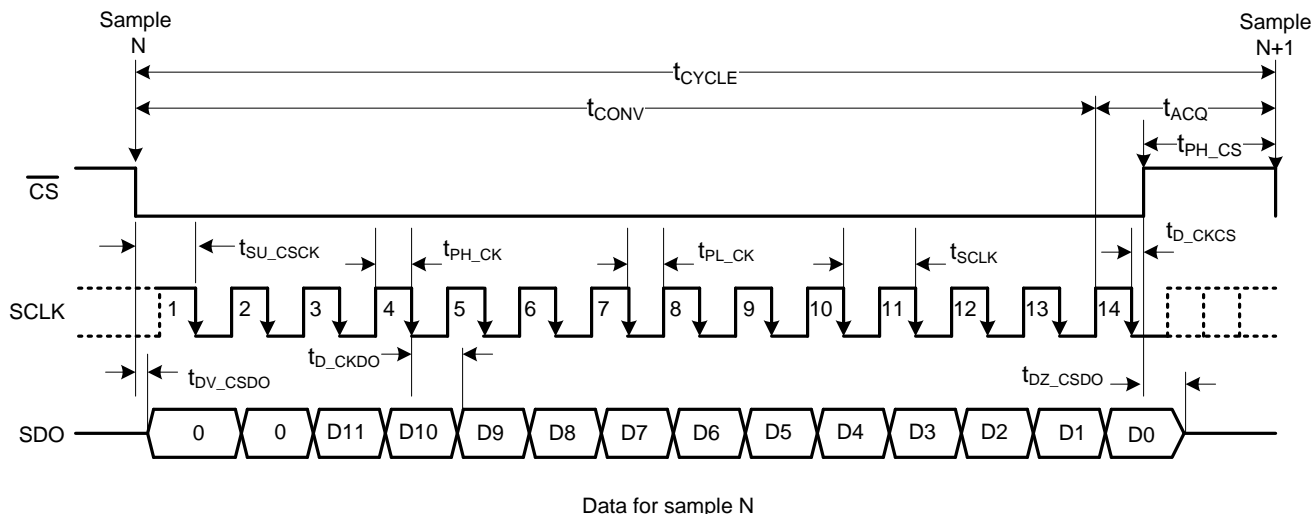 Sample
N
Sample
N+1
tCYCLE
tCONV
tACQ
tPH_CS
CS
tSU_CSCK
tPH_CK
tPL_CK
tSCLK
tD_CKCS
SCLK
1 2 3 4 5 6 7 8 9 10 11 12 13 14
tD_CKDO
tDV_CSDO
tDZ_CSDO
SDO
0 0 D11 D10 D9 D8 D7 D6 D5 D4 D3 D2 D1 D0
Data for sample N